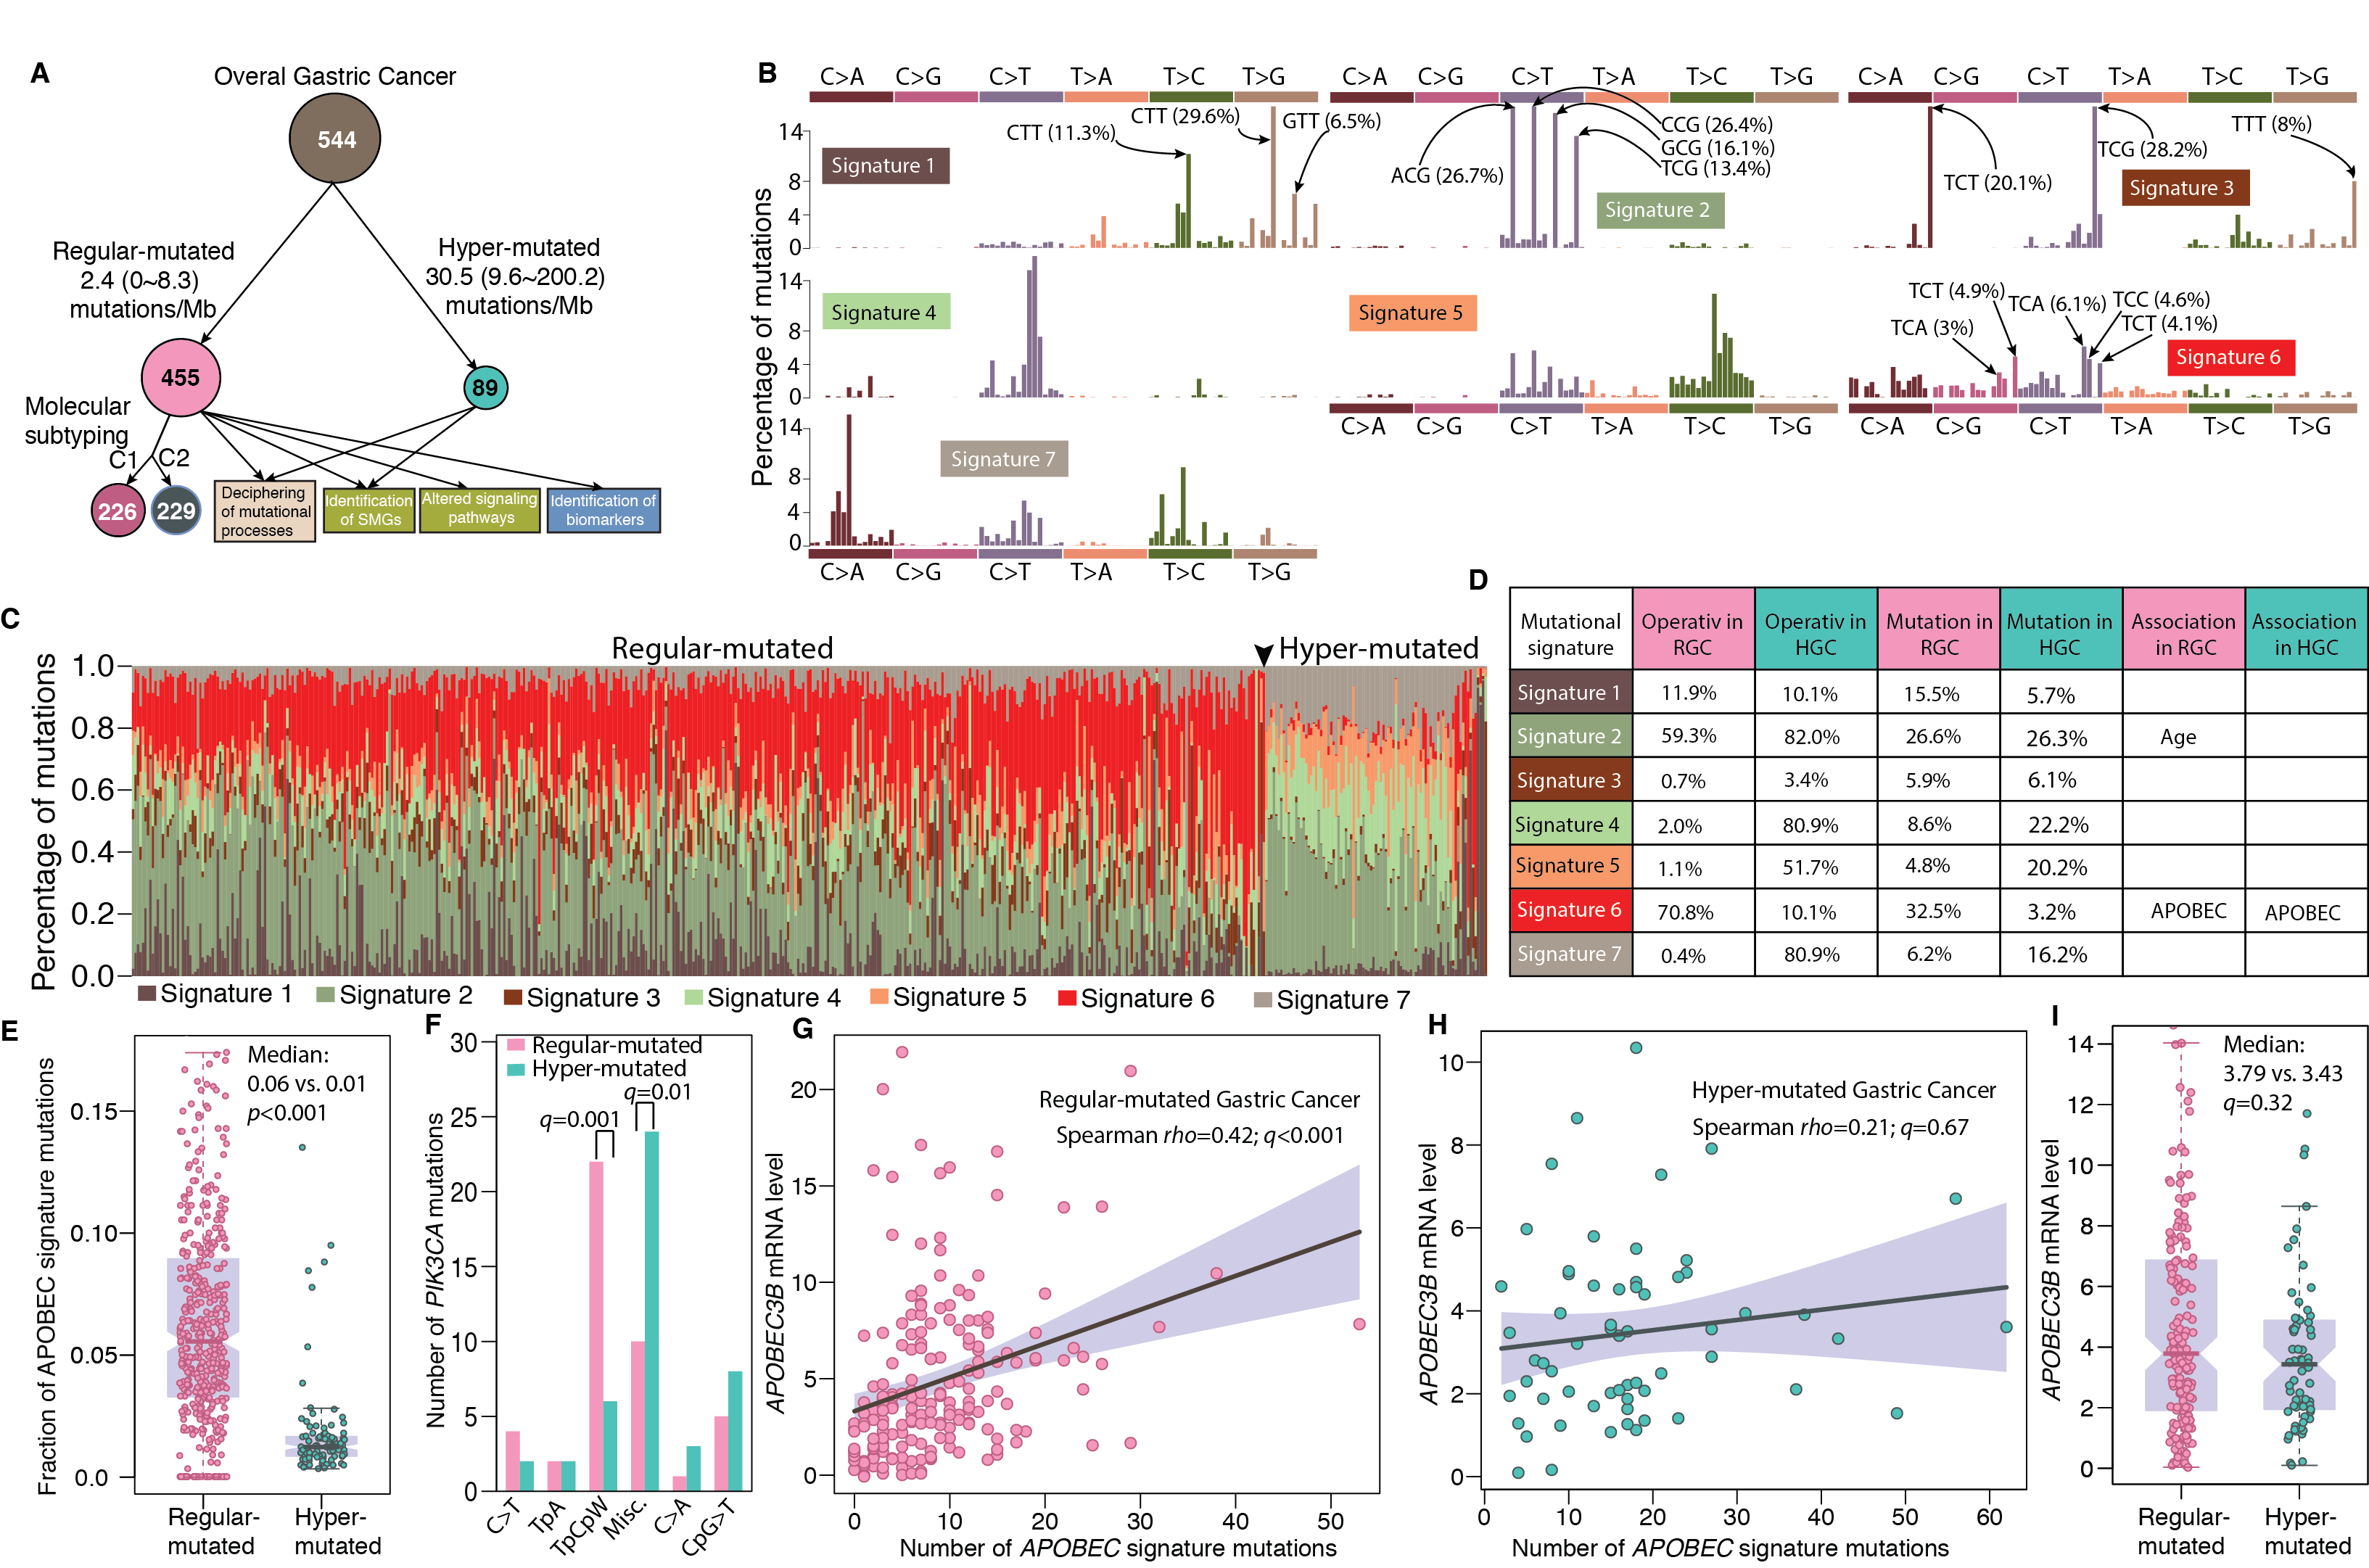 A
Overal Gastric Cancer
544
Regular-mutated
2.4 (0~8.3)
mutations/Mb
Hyper-mutated
30.5 (9.6~200.2)
mutations/Mb
455
89
Molecular
subtyping
C1
C2
226
229
Deciphering
of mutational
processes
Identification
of SMGs
Altered signaling
pathways
Identification of
biomarkers
B
C>A C>G C>T T>A T>C T>G
C>A C>G C>T T>A T>C T>G
C>A C>G C>T T>A T>C T>G
Percentage of mutations
14
8
4
0
Signature 1
CTT (11.3%)
CTT (29.6%)
GTT (6.5%)
ACG (26.7%)
CCG (26.4%)
GCG (16.1%)
TCG (13.4%)
Signature 2
TCT (20.1%)
TCG (28.2%)
TTT (8%)
Signature 3
14
8
4
0
Signature 4
Signature 5
TCA (3%)
TCT (4.9%)
TCA (6.1%)
TCC (4.6%)
TCT (4.1%)
Signature 6
C>A C>G C>T T>A T>C T>G
C>A C>G C>T T>A T>C T>G
14
8
4
0
Signature 7
C>A C>G C>T T>A T>C T>G
C
Regular-mutated
Hyper-mutated
Percentage of mutations
1.0
0.8
0.6
0.4
0.2
0.0
Signature 1 Signature 2 Signature 3 Signature 4 Signature 5 Signature 6 Signature 7
D
Mutational signature Operativ in RGC Operativ in HGC Mutation in RGC Mutation in HGC Association in RGC Association in HGC
Signature 1 11.9% 10.1% 15.5% 5.7%
Signature 2 59.3% 82.0% 26.6% 26.3% Age
Signature 3 0.7% 3.4% 5.9% 6.1%
Signature 4 2.0% 80.9% 8.6% 22.2%
Signature 5 1.1% 51.7% 4.8% 20.2%
Signature 6 70.8% 10.1% 32.5% 3.2% APOBEC APOBEC
Signature 7 0.4% 80.9% 6.2% 16.2%
E
Fraction of APOBEC signature mutations
Median:
0.06 vs. 0.01
p<0.001
0.15
0.10
0.05
0.0
Regular-
mutated
Hyper-
mutated
F
Number of PIK3CA mutations
Regular-mutated
Hyper-mutated
q=0.01
q=0.001
30
25
20
15
10
5
0
C>T TpA TpCpW Misc. C>A CpG>T
G
APOBEC3B mRNA level
Regular-mutated Gastric Cancer
Spearman rho=0.42; q<0.001
20
15
10
5
0
0 10 20 30 40 50
Number of APOBEC signature mutations
H
APOBEC3B mRNA level
Hyper-mutated Gastric Cancer
Spearman rho=0.21; q=0.67
10
8
6
4
2
0
0 10 20 30 40 50 60
Number of APOBEC signature mutations
I
APOBEC3B mRNA level
Median:
3.79 vs. 3.43
q=0.32
14
12
10
8
6
4
2
0
Regular-
mutated
Hyper-
mutated